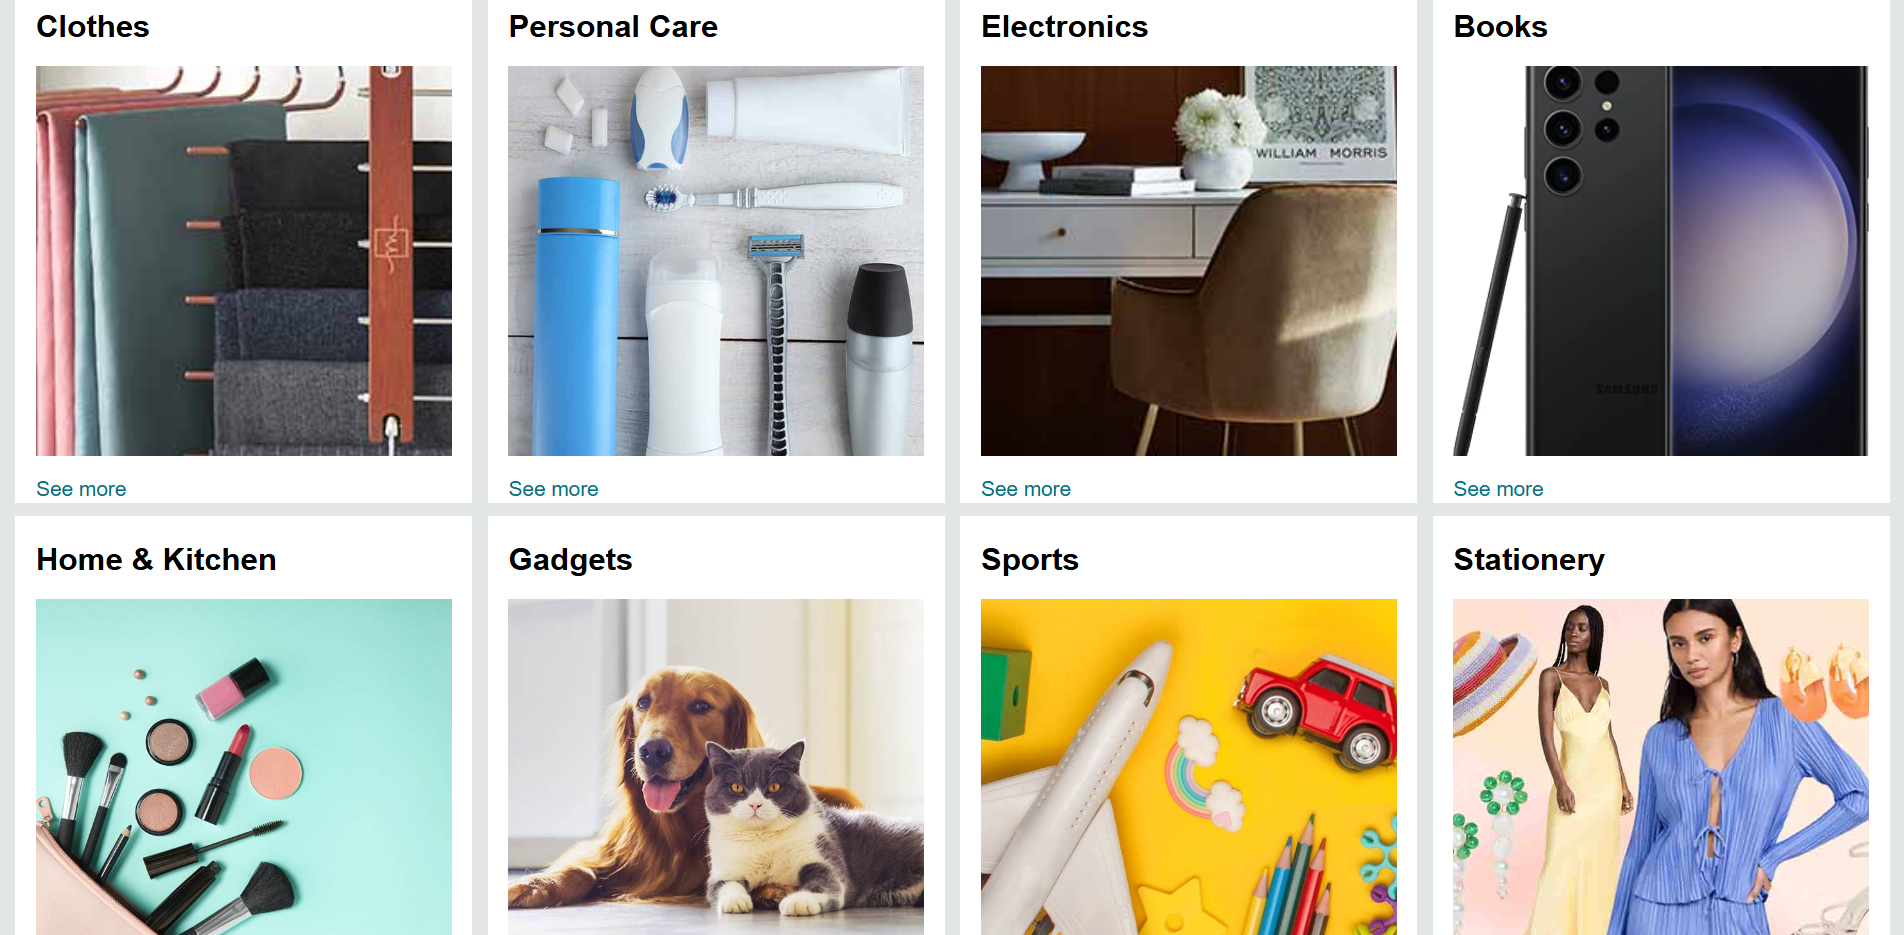 Clothes
Personal Care
Electronics
Books
WILLIAM MORRIS
SAMSUNG
See more
See more
See more
See more
Home & Kitchen
Gadgets
Sports
Stationery